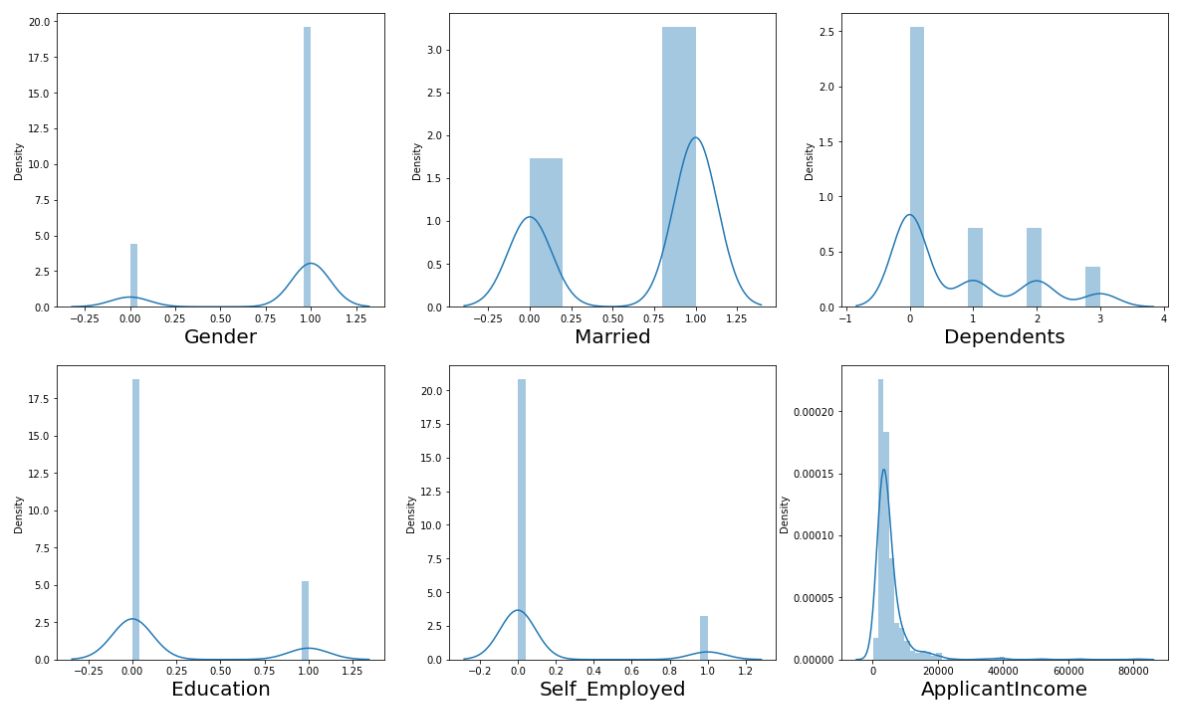 20.0
17.5
15.0
12.5
10.0
7.5
5.0
2.5
0.0
Density
-0.25 0.00 0.25 0.50 0.75 1.00 1.25
Gender
3.0
2.5
2.0
1.5
1.0
0.5
0.0
Density
-0.25 0.00 0.25 0.50 0.75 1.00 1.25
Married
2.5
2.0
1.5
1.0
0.5
0.0
Density
-1 0 1 2 3 4
Dependents
17.5
15.0
12.5
10.0
7.5
5.0
2.5
0.0
Density
-0.25 0.00 0.25 0.50 0.75 1.00 1.25
Education
20.0
17.5
15.0
12.5
10.0
7.5
5.0
2.5
0.0
Density
-0.2 0.0 0.2 0.4 0.6 0.8 1.0 1.2
Self_Employed
0.00020
0.00015
0.00010
0.00005
0.00000
Density
0 20000 40000 60000 80000
ApplicantIncome